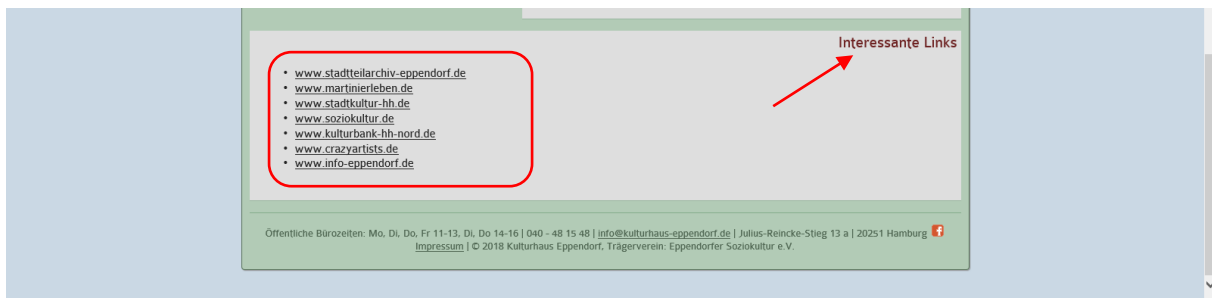 Interessante Links
• www.stadtteilarchiv-eppendorf.de
• www.martinierleben.de
• www.stadtkultur-hh.de
• www.soziokultur.de
• www.kulturbank-hh-nord.de
• www.crazyartists.de
• www.info-eppendorf.de
Öffentliche Bürozeiten: Mo, Di, Do, Fr 11-13, Di, Do 14-16 | 040 - 48 15 48 | info@kulturhaus-eppendorf.de | Julius-Reincke-Stieg 13 a | 20251 Hamburg
Impressum | © 2018 Kulturhaus Eppendorf, Trägerverein: Eppendorfer Soziokultur e.V.